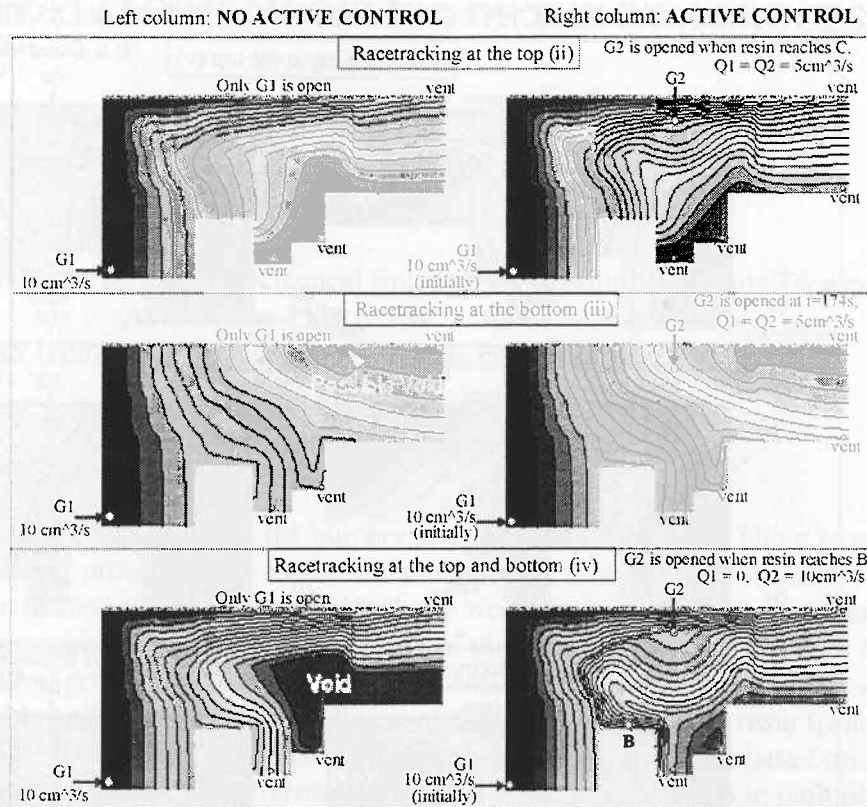 Left column: NO ACTIVE CONTROL
Right column: ACTIVE CONTROL
Racetracking at the top (ii)
G2 is opened when resin reaches C.
Q1 = Q2 = 5cm^3/s
Only G1 is open
vent
G2
vent
vent
vent
vent
vent
G1
10 cm^3/s
G1
10 cm^3/s
(initially)
Racetracking at the bottom (iii)
G2 is opened at t=174s,
Q1 = Q2 = 5cm^3/s
Only G1 is open
vent
G2
vent
Possible void
vent
vent
vent
vent
G1
10 cm^3/s
G1
10 cm^3/s
(initially)
Racetracking at the top and bottom (iv)
G2 is opened when resin reaches B
Q1 = 0, Q2 = 10cm^3/s
Only G1 is open
vent
G2
vent
Void
vent
B
vent
vent
G1
10 cm^3/s
G1
10 cm^3/s
(initially)